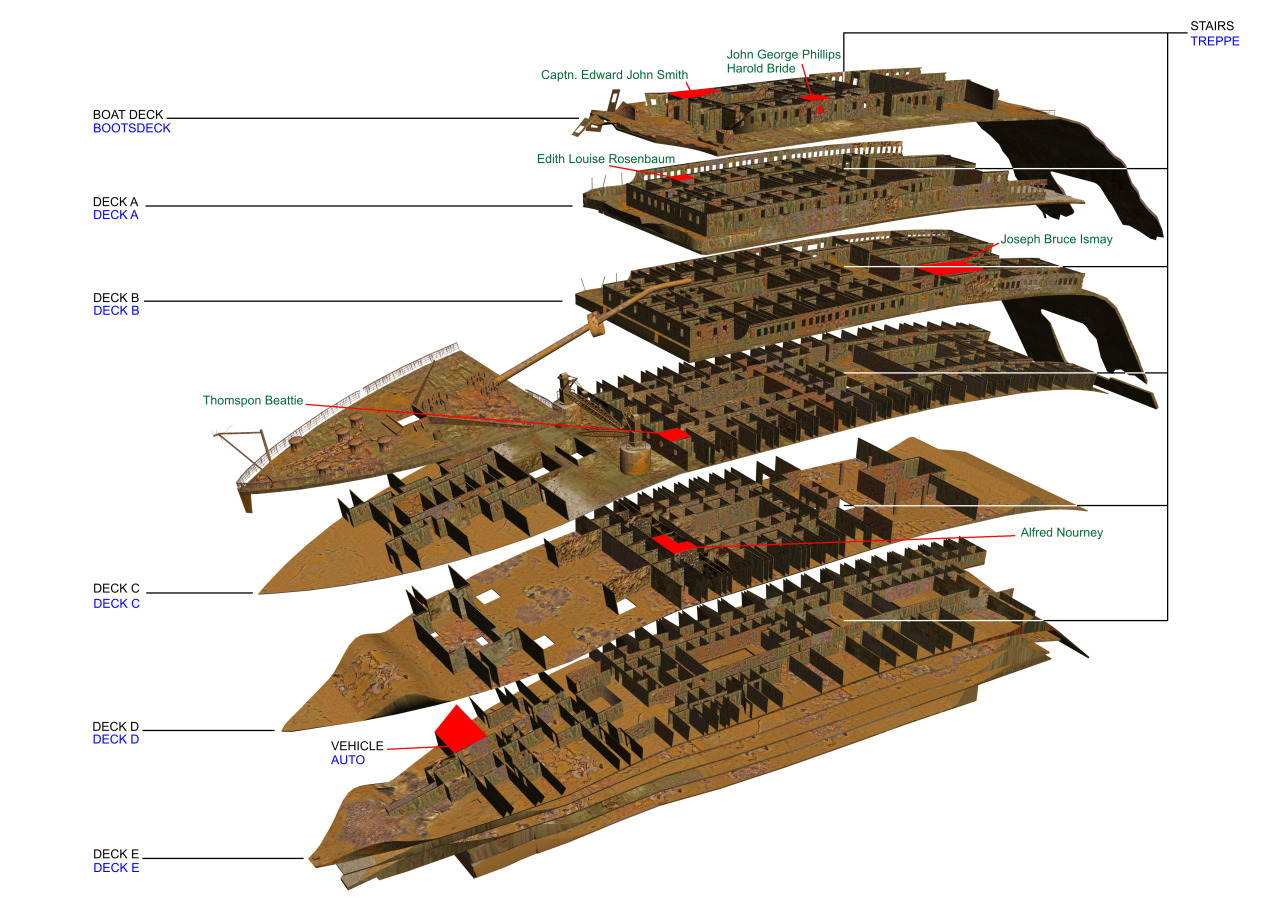 STAIRS
TREPPE
John George Phillips
Harold Bride
Captn. Edward John Smith
BOAT DECK
BOOTSDECK
Edith Louise Rosenbaum
DECK A
DECK A
Joseph Bruce Ismay
DECK B
DECK B
Thomspon Beattie
Alfred Nourney
DECK C
DECK C
DECK D
DECK D
VEHICLE
AUTO
DECK E
DECK E